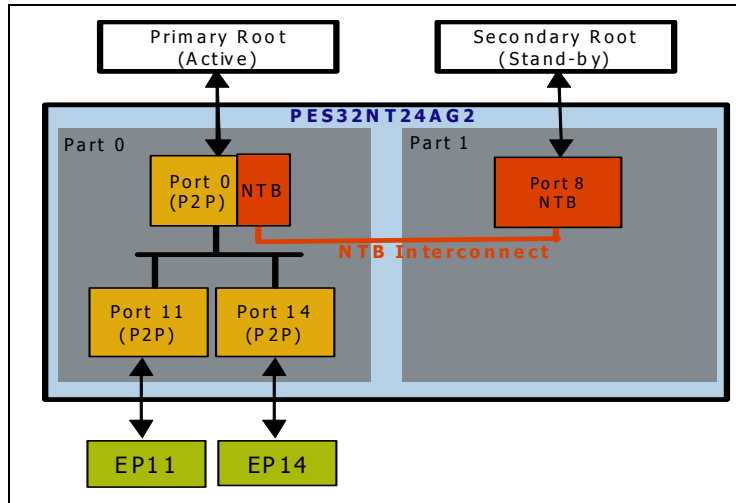 Primary Root
(Active)
Secondary Root
(Stand-by)
PES32NT24AG2
Part 0
Part 1
Port 0
(P2P)
NTB
Port 8
NTB
NTB Interconnect
Port 11
(P2P)
Port 14
(P2P)
EP11
EP14